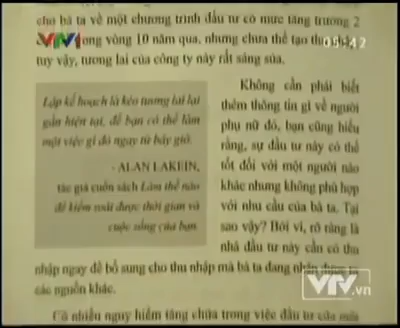 cho bà ta về một chương trình đầu tư có mức tăng trưởng 2
VTV1 ong vòng 10 năm qua, nhưng chưa thể tạo thu
:42
tuy vậy, tương lai của công ty này rất sáng sủa.
Lập kế hoạch là kéo tương lai lại
gần hiện tại, để bạn có thể làm
một việc gì đó ngay từ bây giờ.
- ALAN LAKEIN,
tác giả cuốn sách Làm thế nào
để kiểm soát được thời gian và
cuộc sống của bạn.
Không cần phải biết
thêm thông tin gì về người
phụ nữ đó, bạn cũng hiểu
rằng, sự đầu tư này có thể
tốt đối với một người nào
khác nhưng không phù hợp
với nhu cầu của bà ta. Tại
sao vậy? Bởi vì, rõ ràng là
nhà đầu tư này cần có thu
nhập ngay để bổ sung cho thu nhập mà bà ta đang nhận được từ
các nguồn khác.
VTV.vn
Có nhiều nguy hiểm tăng chứa trong việc đầu tư của